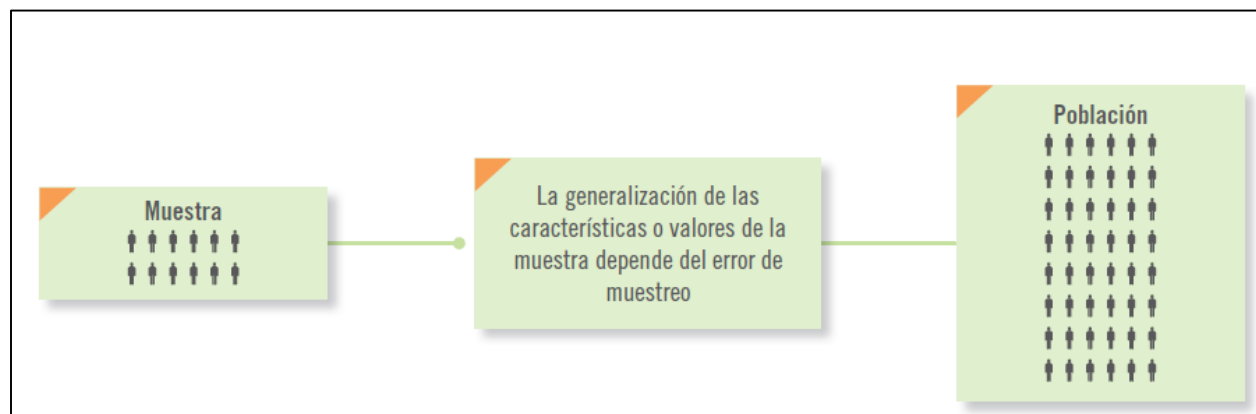 Muestra
La generalización de las
características o valores de la
muestra depende del error de
muestreo
Población